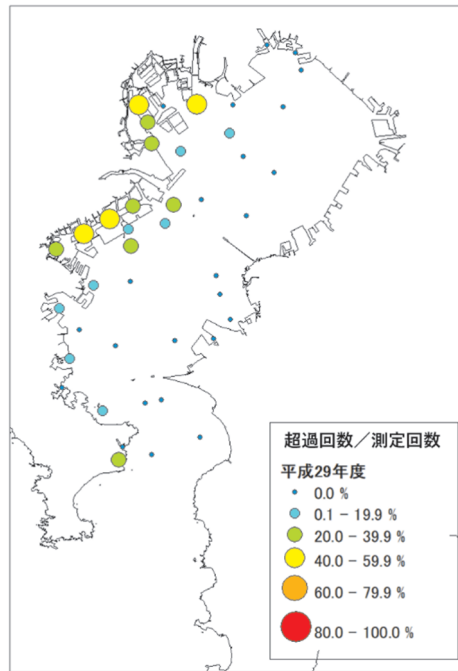 超過回数／測定回数
平成29年度
0.0 %
0.1 – 19.9 %
20.0 – 39.9 %
40.0 – 59.9 %
60.0 – 79.9 %
80.0 – 100.0 %